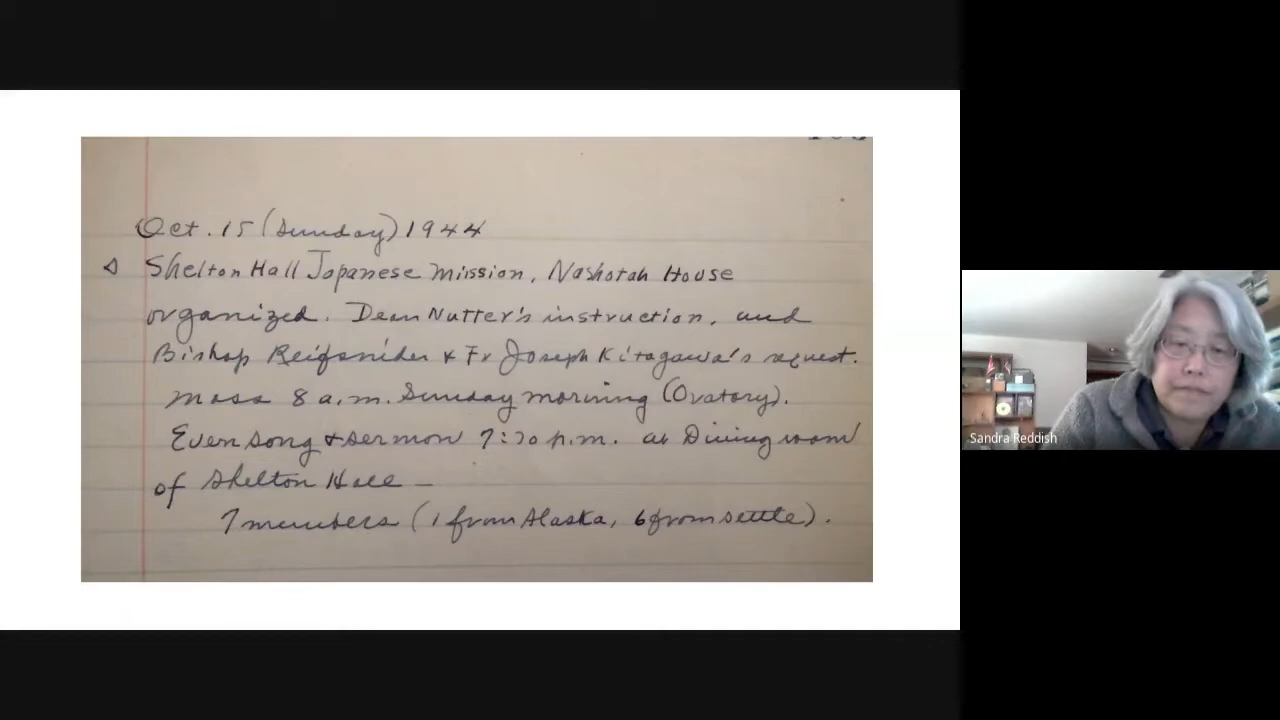 Oct. 15 (Sunday) 1944
Shelton Hall Japanese Mission, Nashotah House
organized. Dean Nutter's instruction, and
Bishop Reifsnider & Fr Joseph Kitagawa's request.
Mass 8 a.m. Sunday morning (Oratory).
Evensong & sermon 7:30 p.m. at Dining room
of Shelton Hall –
7 members (1 from Alaska, 6 from settle).
Sandra Reddish